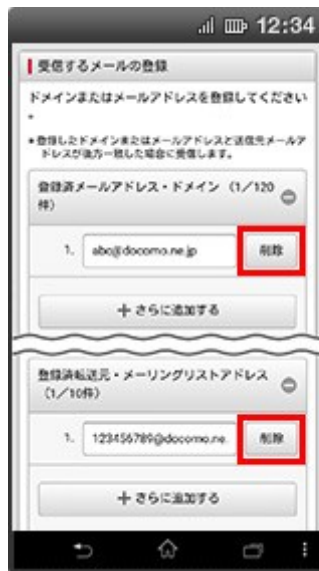 12:34
受信するメールの登録
ドメインまたはメールアドレスを登録してください
。
*登録したドメインまたはメールアドレスと送信元メールア
ドレスが後方一致した場合に受信します。
登録済メールアドレス・ドメイン (1/120
件)
1. abc@docomo.ne.jp 削除
+ さらに追加する
登録済転送元・メーリングリストアドレス
(1/10件)
1. 123456789@docomo.ne. 削除
+ さらに追加する